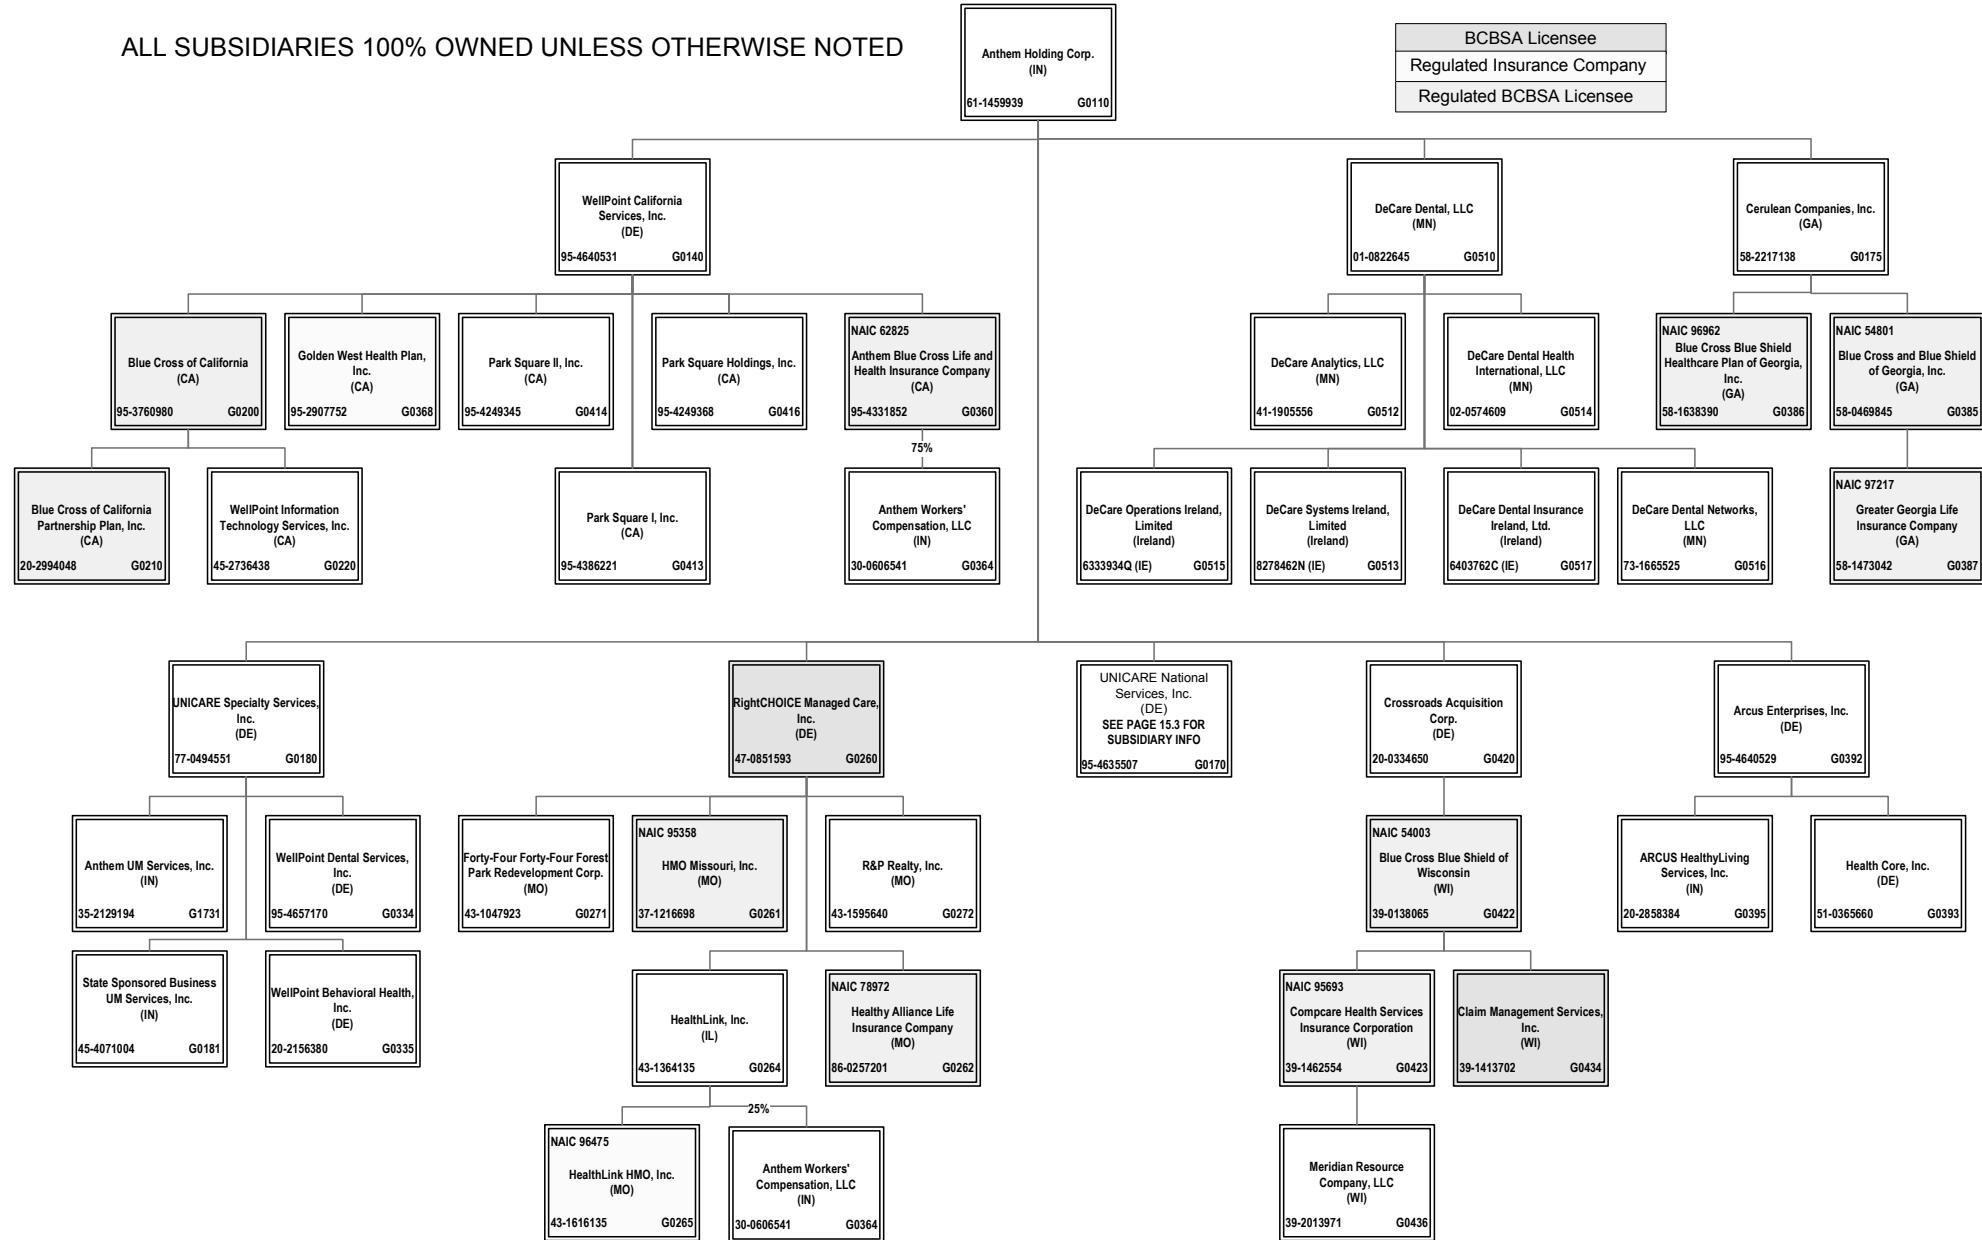 ALL SUBSIDIARIES 100% OWNED UNLESS OTHERWISE NOTED
Anthem Holding Corp.
(IN)
61-1459939 G0110
BCBSA Licensee
Regulated Insurance Company
Regulated BCBSA Licensee
WellPoint California
Services, Inc.
(DE)
95-4640531 G0140
DeCare Dental, LLC
(MN)
01-0822645 G0510
Cerulean Companies, Inc.
(GA)
58-2217138 G0175
Blue Cross of California
(CA)
95-3760980 G0200
Golden West Health Plan,
Inc.
(CA)
95-2907752 G0368
Park Square II, Inc.
(CA)
95-4249345 G0414
Park Square Holdings, Inc.
(CA)
95-4249368 G0416
NAIC 62825
Anthem Blue Cross Life and
Health Insurance Company
(CA)
95-4331852 G0360
DeCare Analytics, LLC
(MN)
41-1905556 G0512
DeCare Dental Health
International, LLC
(MN)
02-0574609 G0514
NAIC 96962
Blue Cross Blue Shield
Healthcare Plan of Georgia,
Inc.
(GA)
58-1638390 G0386
NAIC 54801
Blue Cross and Blue Shield
of Georgia, Inc.
(GA)
58-0469845 G0385
75%
Blue Cross of California
Partnership Plan, Inc.
(CA)
20-2994048 G0210
WellPoint Information
Technology Services, Inc.
(CA)
45-2736438 G0220
Park Square I, Inc.
(CA)
95-4386221 G0413
Anthem Workers'
Compensation, LLC
(IN)
30-0606541 G0364
DeCare Operations Ireland,
Limited
(Ireland)
6333934Q (IE) G0515
DeCare Systems Ireland,
Limited
(Ireland)
8278462N (IE) G0513
DeCare Dental Insurance
Ireland, Ltd.
(Ireland)
6403762C (IE) G0517
DeCare Dental Networks,
LLC
(MN)
73-1665525 G0516
NAIC 97217
Greater Georgia Life
Insurance Company
(GA)
58-1473042 G0387
UNICARE Specialty Services,
Inc.
(DE)
77-0494551 G0180
RightCHOICE Managed Care,
Inc.
(DE)
47-0851593 G0260
UNICARE National
Services, Inc.
(DE)
SEE PAGE 15.3 FOR
SUBSIDIARY INFO
95-4635507 G0170
Crossroads Acquisition
Corp.
(DE)
20-0334650 G0420
Arcus Enterprises, Inc.
(DE)
95-4640529 G0392
Anthem UM Services, Inc.
(IN)
35-2129194 G1731
WellPoint Dental Services,
Inc.
(DE)
95-4657170 G0334
Forty-Four Forty-Four Forest
Park Redevelopment Corp.
(MO)
43-1047923 G0271
NAIC 95358
HMO Missouri, Inc.
(MO)
37-1216698 G0261
R&P Realty, Inc.
(MO)
43-1595640 G0272
NAIC 54003
Blue Cross Blue Shield of
Wisconsin
(WI)
39-0138065 G0422
ARCUS HealthyLiving
Services, Inc.
(IN)
20-2858384 G0395
Health Core, Inc.
(DE)
51-0365660 G0393
State Sponsored Business
UM Services, Inc.
(IN)
45-4071004 G0181
WellPoint Behavioral Health,
Inc.
(DE)
20-2156380 G0335
HealthLink, Inc.
(IL)
43-1364135 G0264
NAIC 78972
Healthy Alliance Life
Insurance Company
(MO)
86-0257201 G0262
NAIC 95693
Compcare Health Services
Insurance Corporation
(WI)
39-1462554 G0423
Claim Management Services,
Inc.
(WI)
39-1413702 G0434
25%
NAIC 96475
HealthLink HMO, Inc.
(MO)
43-1616135 G0265
Anthem Workers'
Compensation, LLC
(IN)
30-0606541 G0364
Meridian Resource
Company, LLC
(WI)
39-2013971 G0436